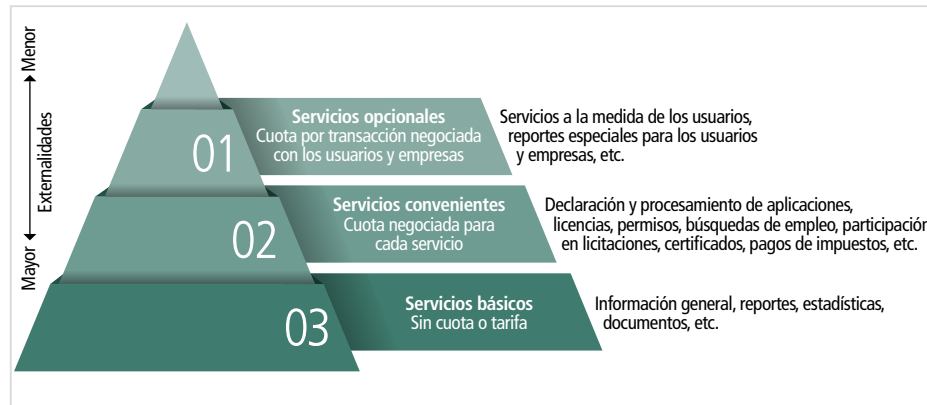 Menor
Externalidades
Mayor
01
Servicios opcionales
Cuota por transacción negociada
con los usuarios y empresas
Servicios a la medida de los usuarios,
reportes especiales para los usuarios
y empresas, etc.
02
Servicios convenientes
Cuota negociada para
cada servicio
Declaración y procesamiento de aplicaciones,
licencias, permisos, búsquedas de empleo, participación
en licitaciones, certificados, pagos de impuestos, etc.
03
Servicios básicos
Sin cuota o tarifa
Información general, reportes, estadísticas,
documentos, etc.